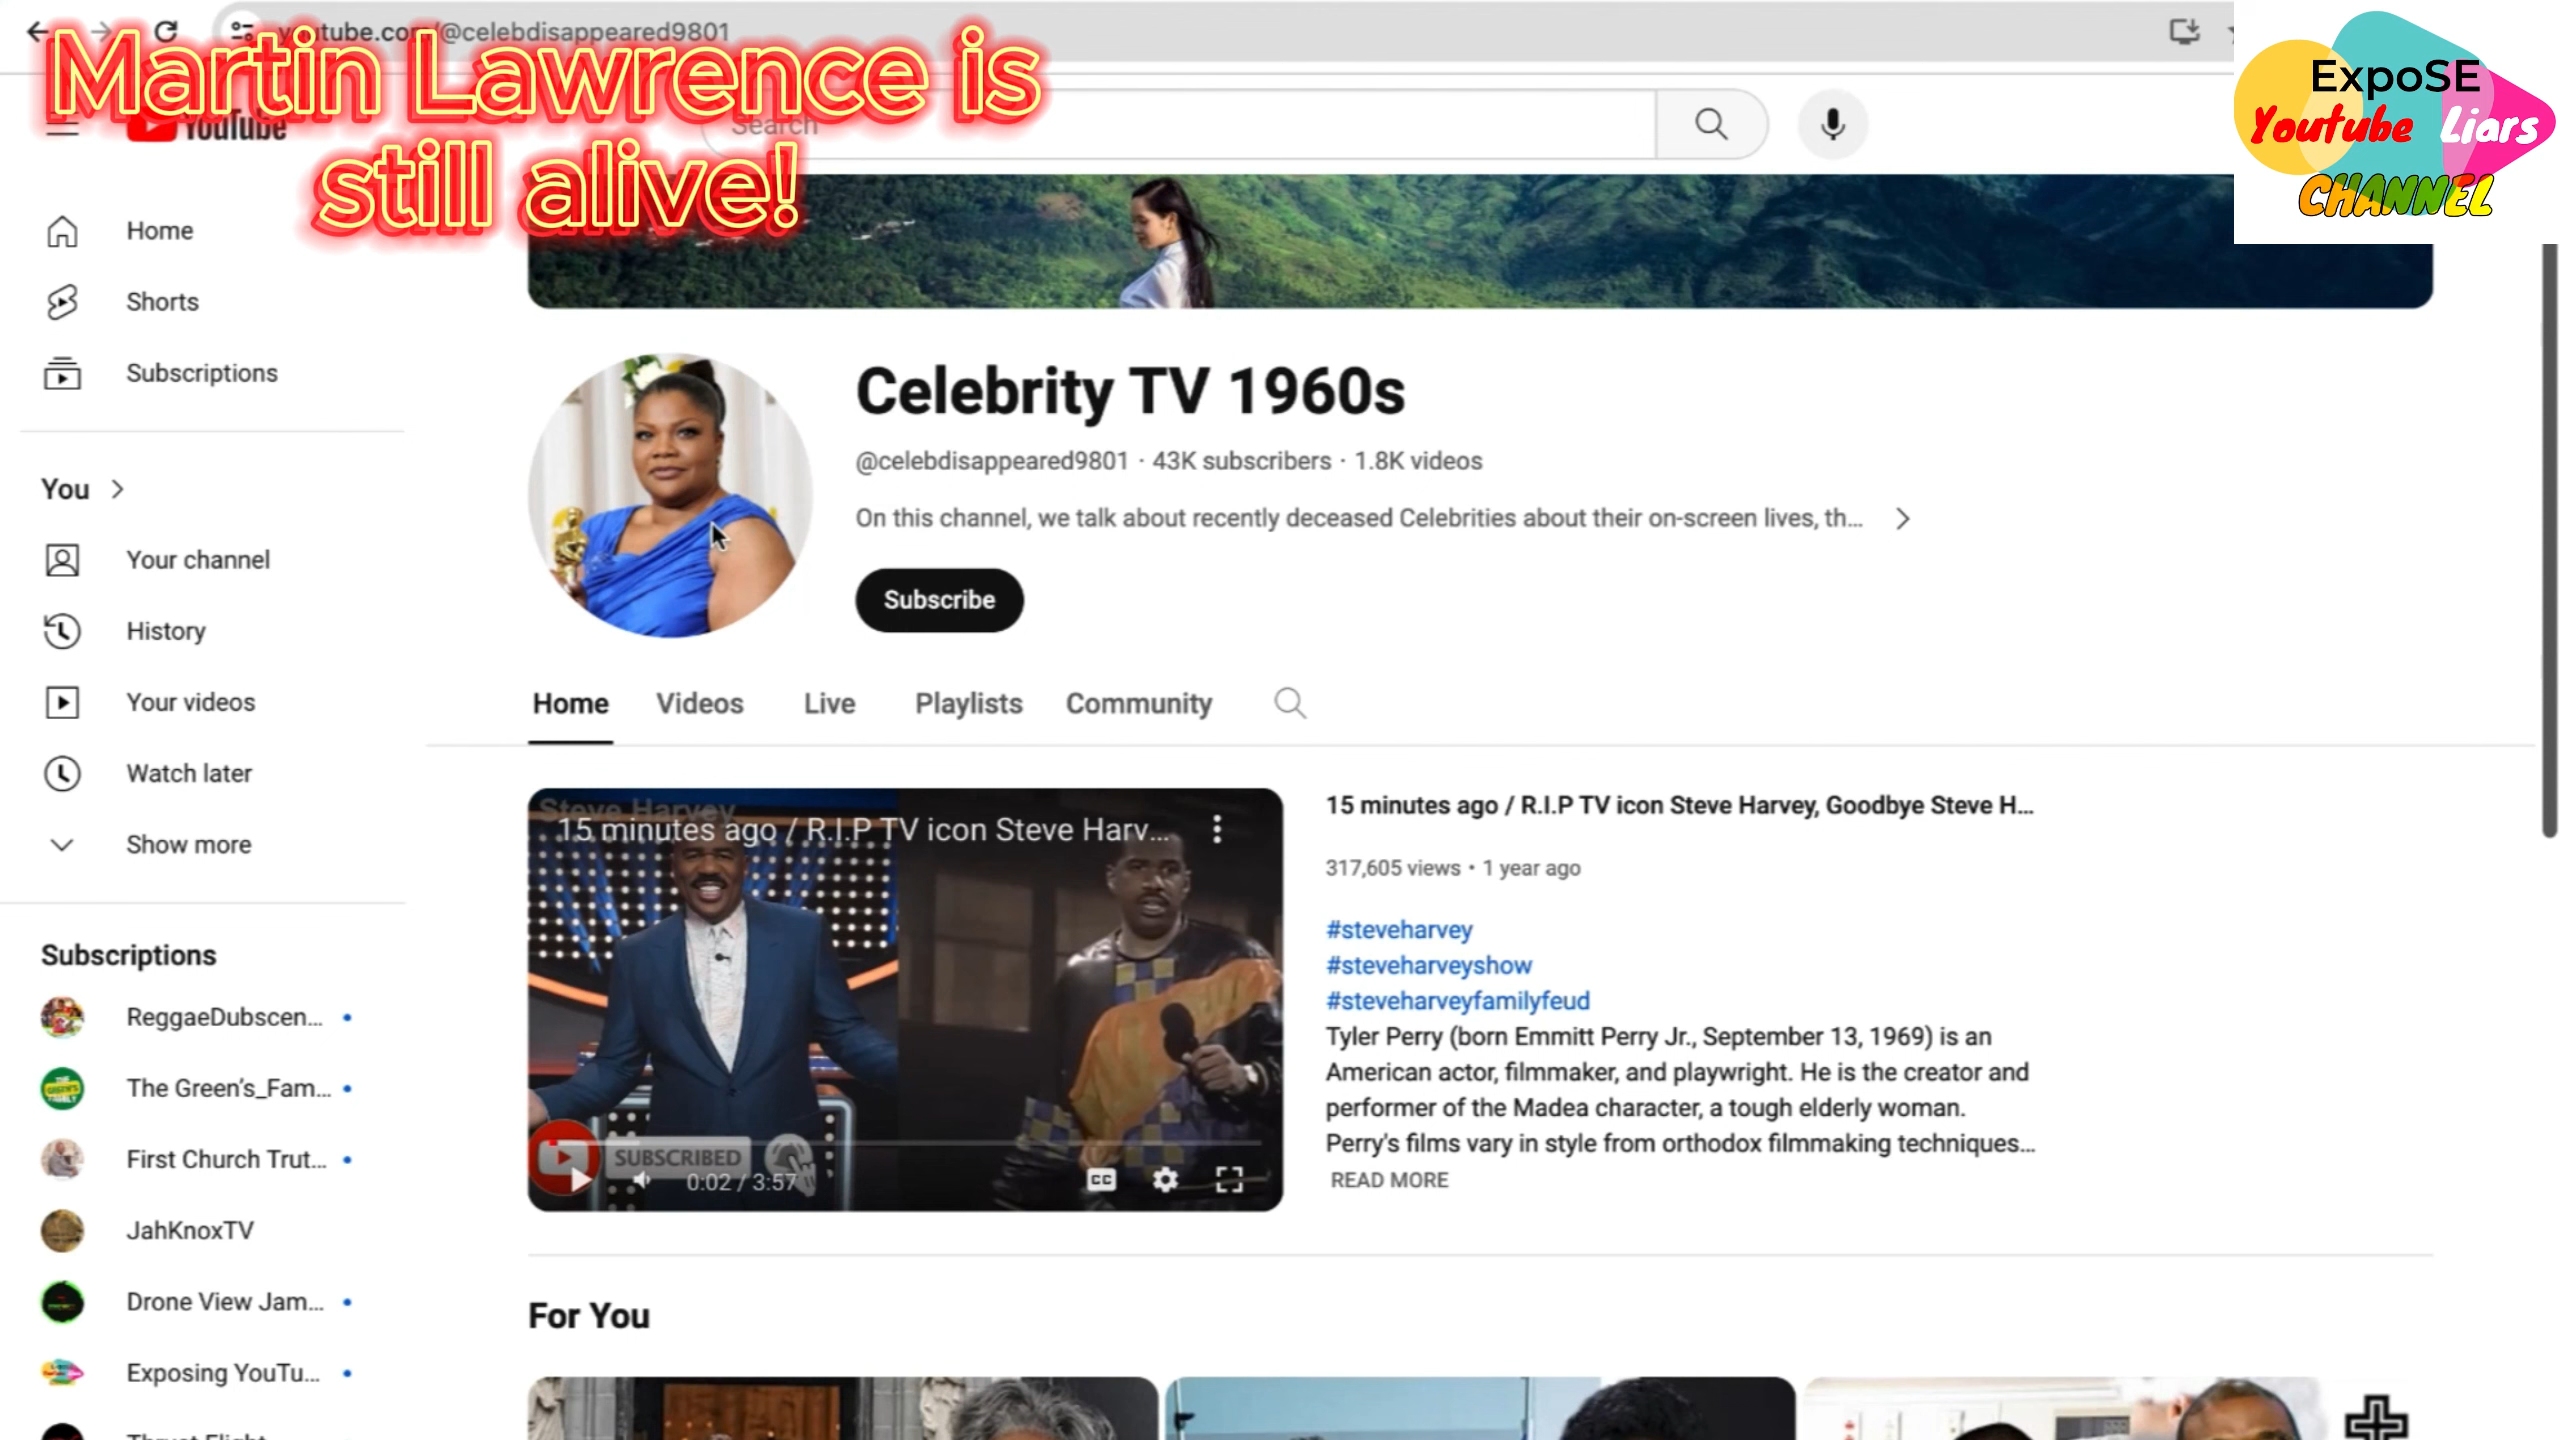 youtube.com/@celebdisappeared9801
Martin Lawrence is
still alive!
ExpoSE
Youtube Liars
CHANNEL
YouTube
Search
Home
Shorts
Subscriptions
You
Your channel
History
Your videos
Watch later
Show more
Subscriptions
ReggaeDubscen...
The Green's_Fam...
First Church Trut...
JahKnoxTV
Drone View Jam...
Exposing YouTu...
Celebrity TV 1960s
@celebdisappeared9801 · 43K subscribers · 1.8K videos
On this channel, we talk about recently deceased Celebrities about their on-screen lives, th...
Subscribe
Home Videos Live Playlists Community
Steve Harvey
15 minutes ago / R.I.P TV icon Steve Harv...
SUBSCRIBED
0:02 / 3:57
CC
15 minutes ago / R.I.P TV icon Steve Harvey, Goodbye Steve H...
317,605 views • 1 year ago
#steveharvey
#steveharveyshow
#steveharveyfamilyfeud
Tyler Perry (born Emmitt Perry Jr., September 13, 1969) is an
American actor, filmmaker, and playwright. He is the creator and
performer of the Madea character, a tough elderly woman.
Perry's films vary in style from orthodox filmmaking techniques...
READ MORE
For You